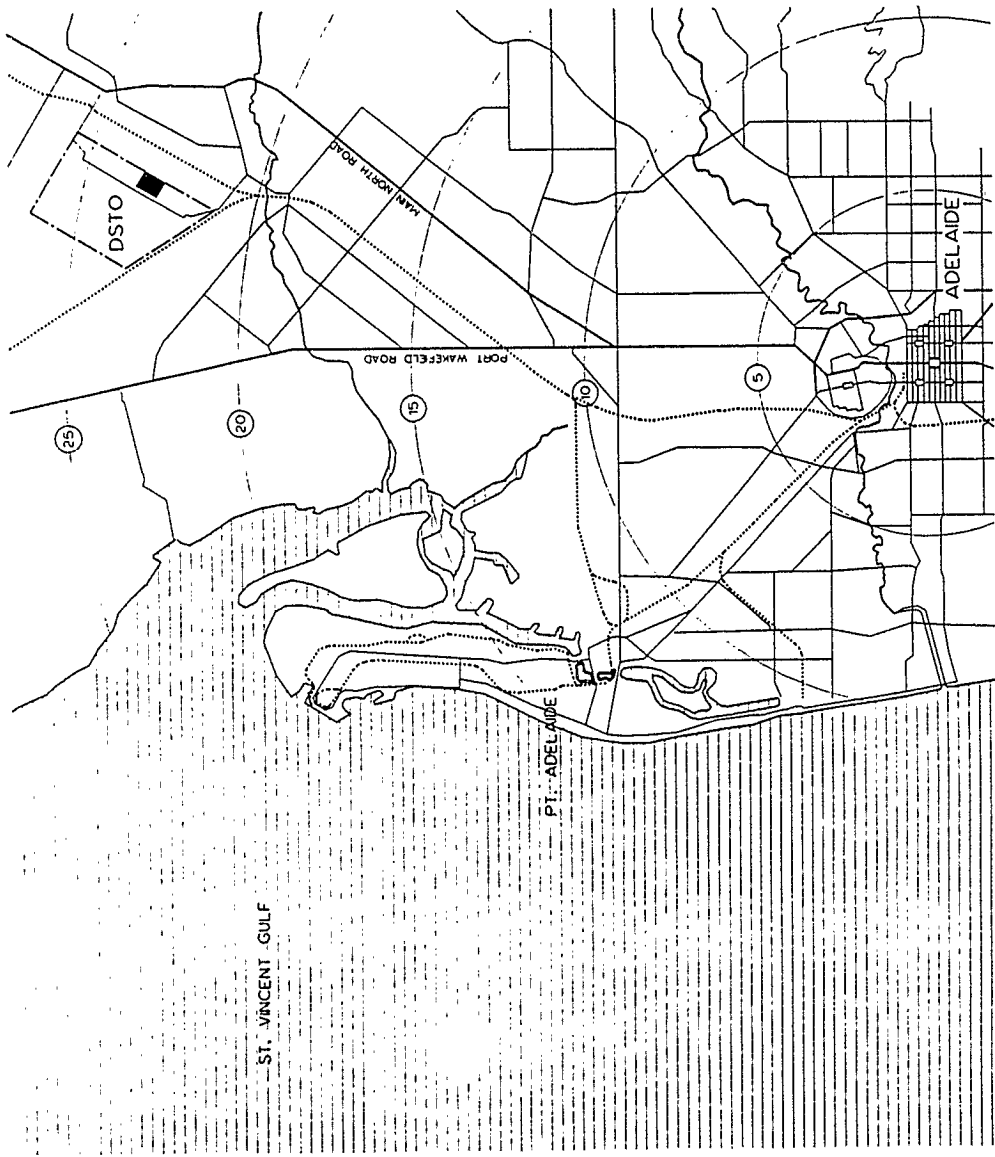 DSTO
MAIN NORTH ROAD
PORT WAKEFIELD ROAD
25
20
15
10
5
ADELAIDE
PT. ADELAIDE
ST. VINCENT GULF